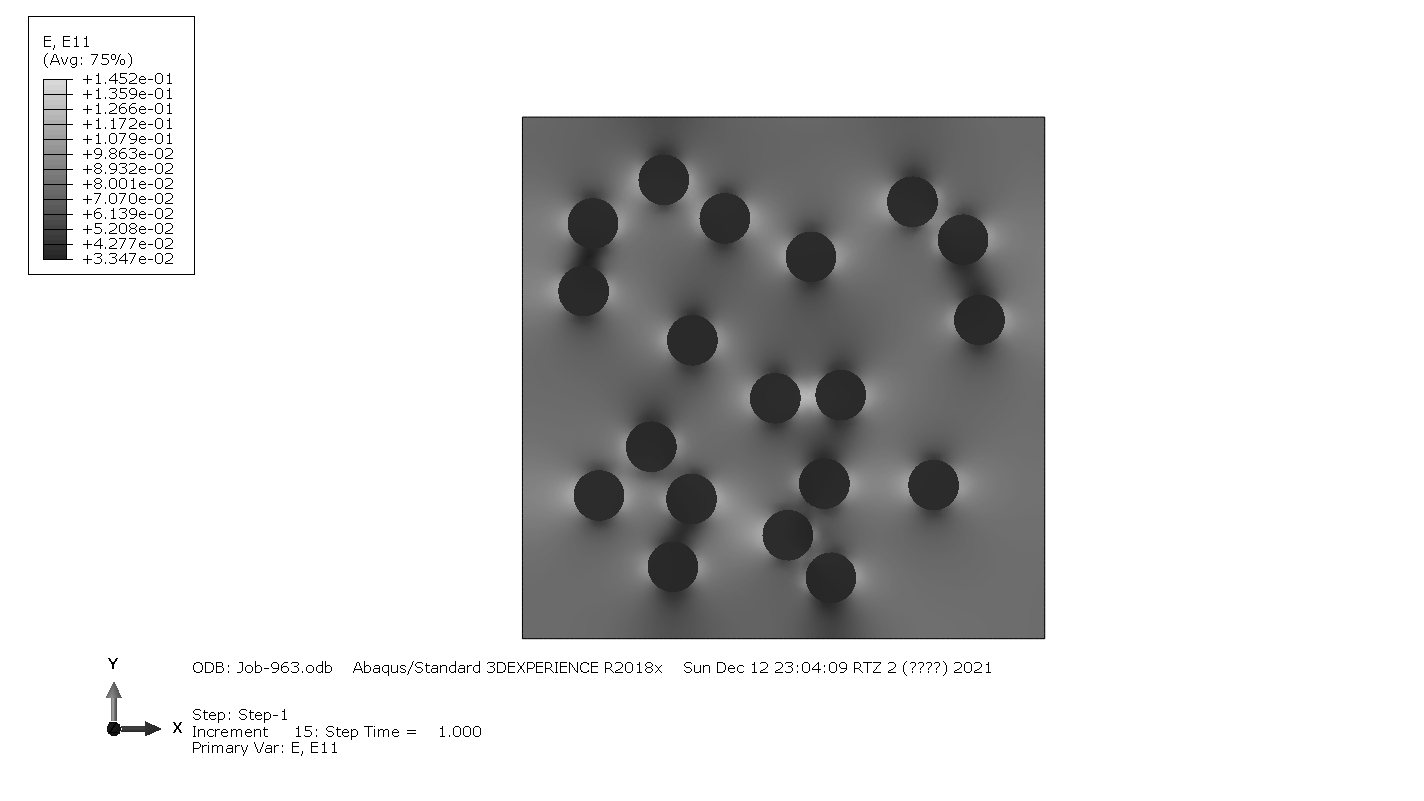 E, E11
(Avg: 75%)
+1.452e-01
+1.359e-01
+1.266e-01
+1.172e-01
+1.079e-01
+9.863e-02
+8.932e-02
+8.001e-02
+7.070e-02
+6.139e-02
+5.208e-02
+4.277e-02
+3.347e-02
Y
X
ODB: Job-963.odb    Abaqus/Standard 3DEXPERIENCE R2018x    Sun Dec 12 23:04:09 RTZ 2 (????) 2021
Step: Step-1
Increment     15: Step Time =    1.000
Primary Var: E, E11